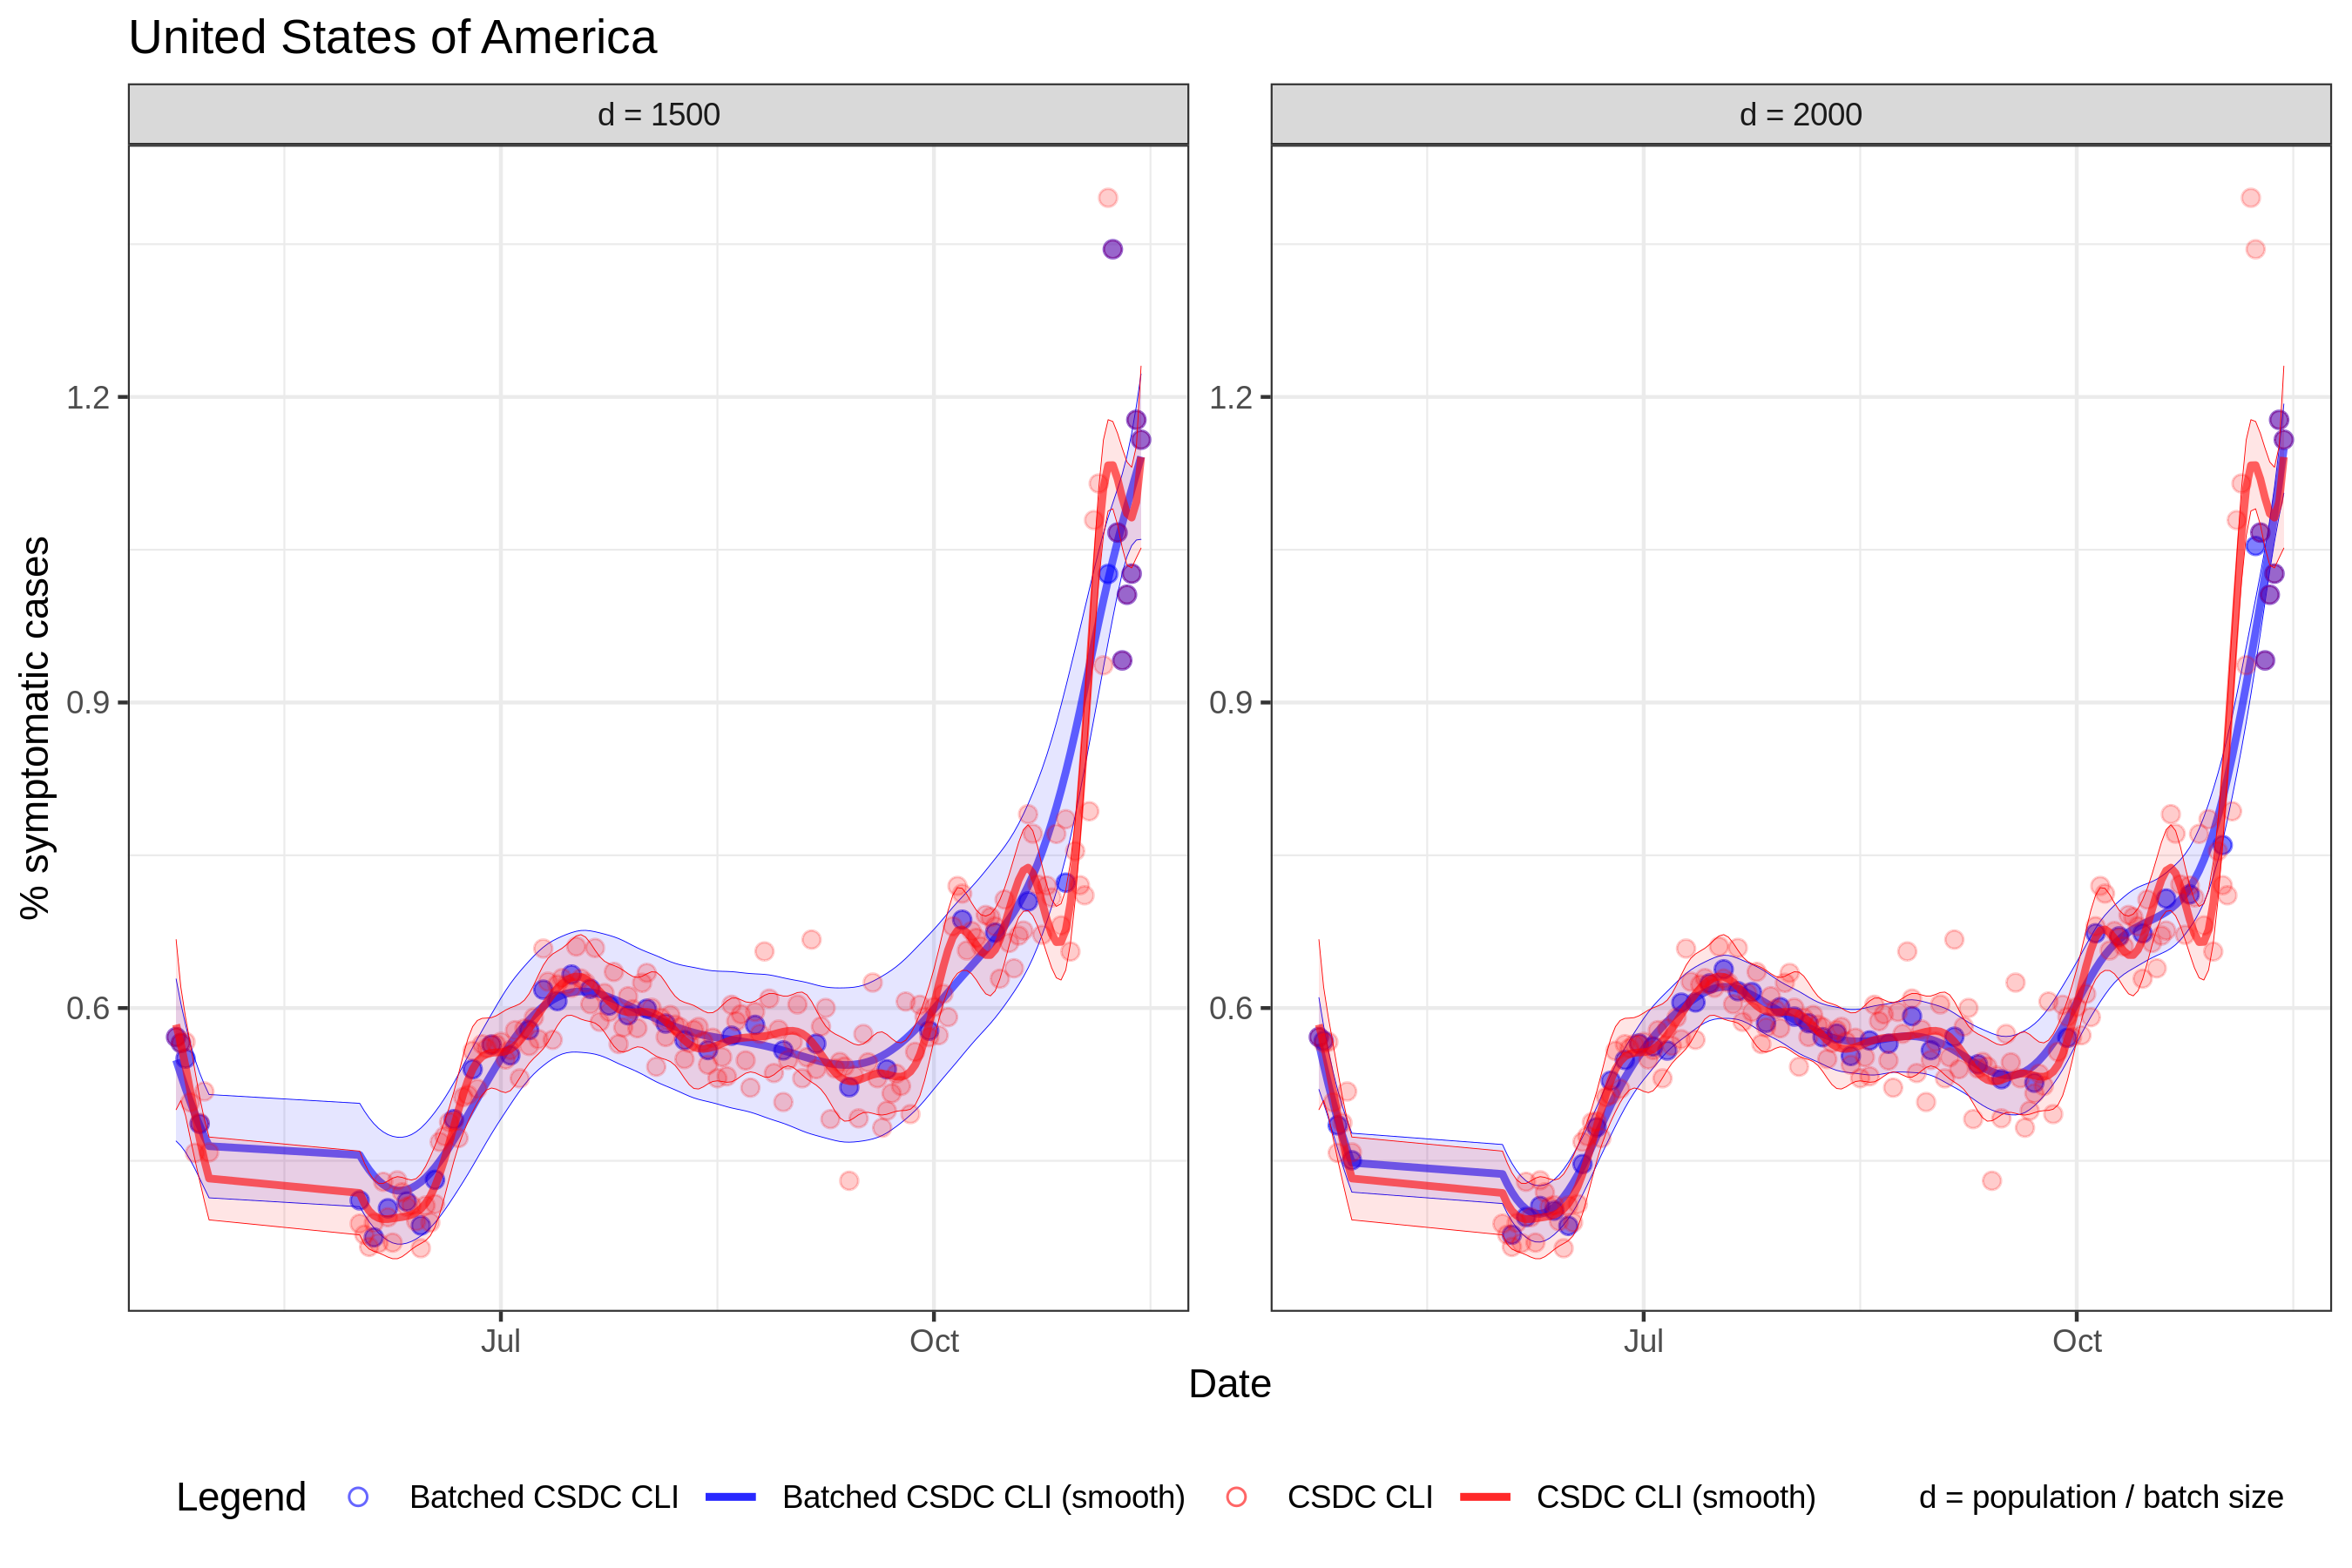 United States of America
d = 1500
d = 2000
% symptomatic cases
1.2
0.9
0.6
1.2
0.9
0.6
Jul
Oct
Jul
Oct
Date
Legend
Batched CSDC CLI
Batched CSDC CLI (smooth)
CSDC CLI
CSDC CLI (smooth)
d = population / batch size